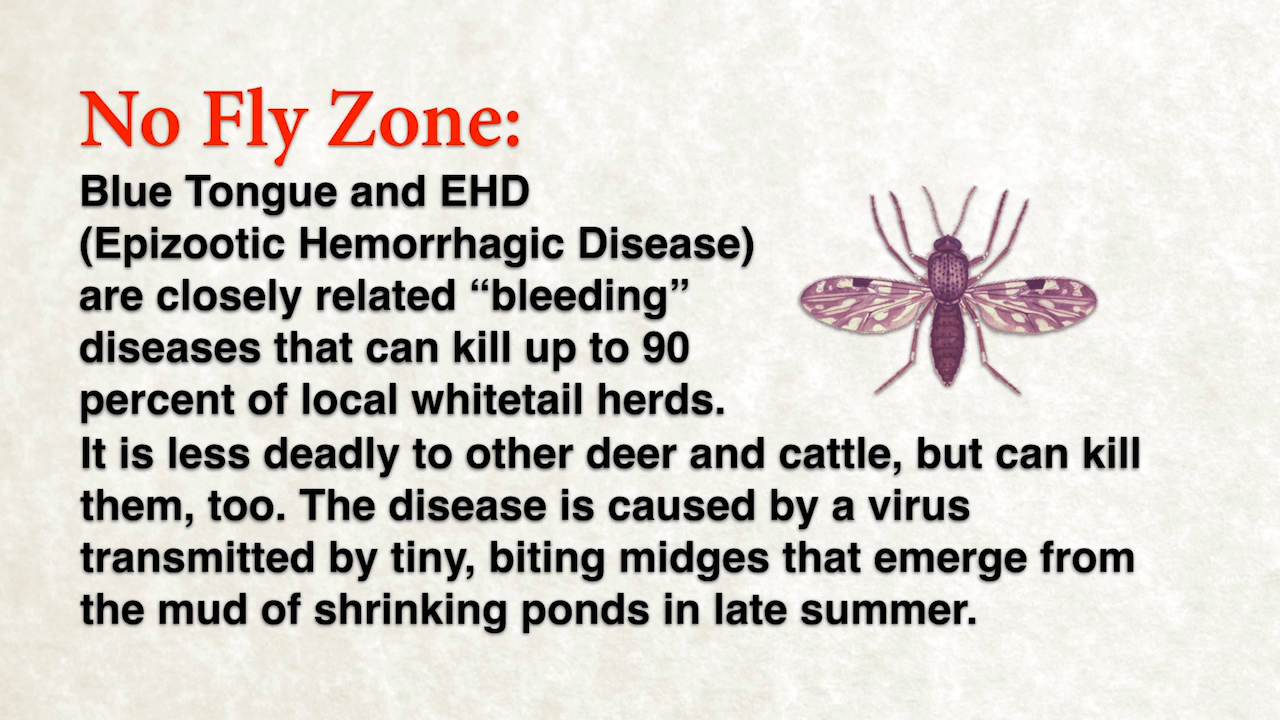 No Fly Zone:
Blue Tongue and EHD
(Epizootic Hemorrhagic Disease)
are closely related “bleeding”
diseases that can kill up to 90
percent of local whitetail herds.
It is less deadly to other deer and cattle, but can kill
them, too. The disease is caused by a virus
transmitted by tiny, biting midges that emerge from
the mud of shrinking ponds in late summer.